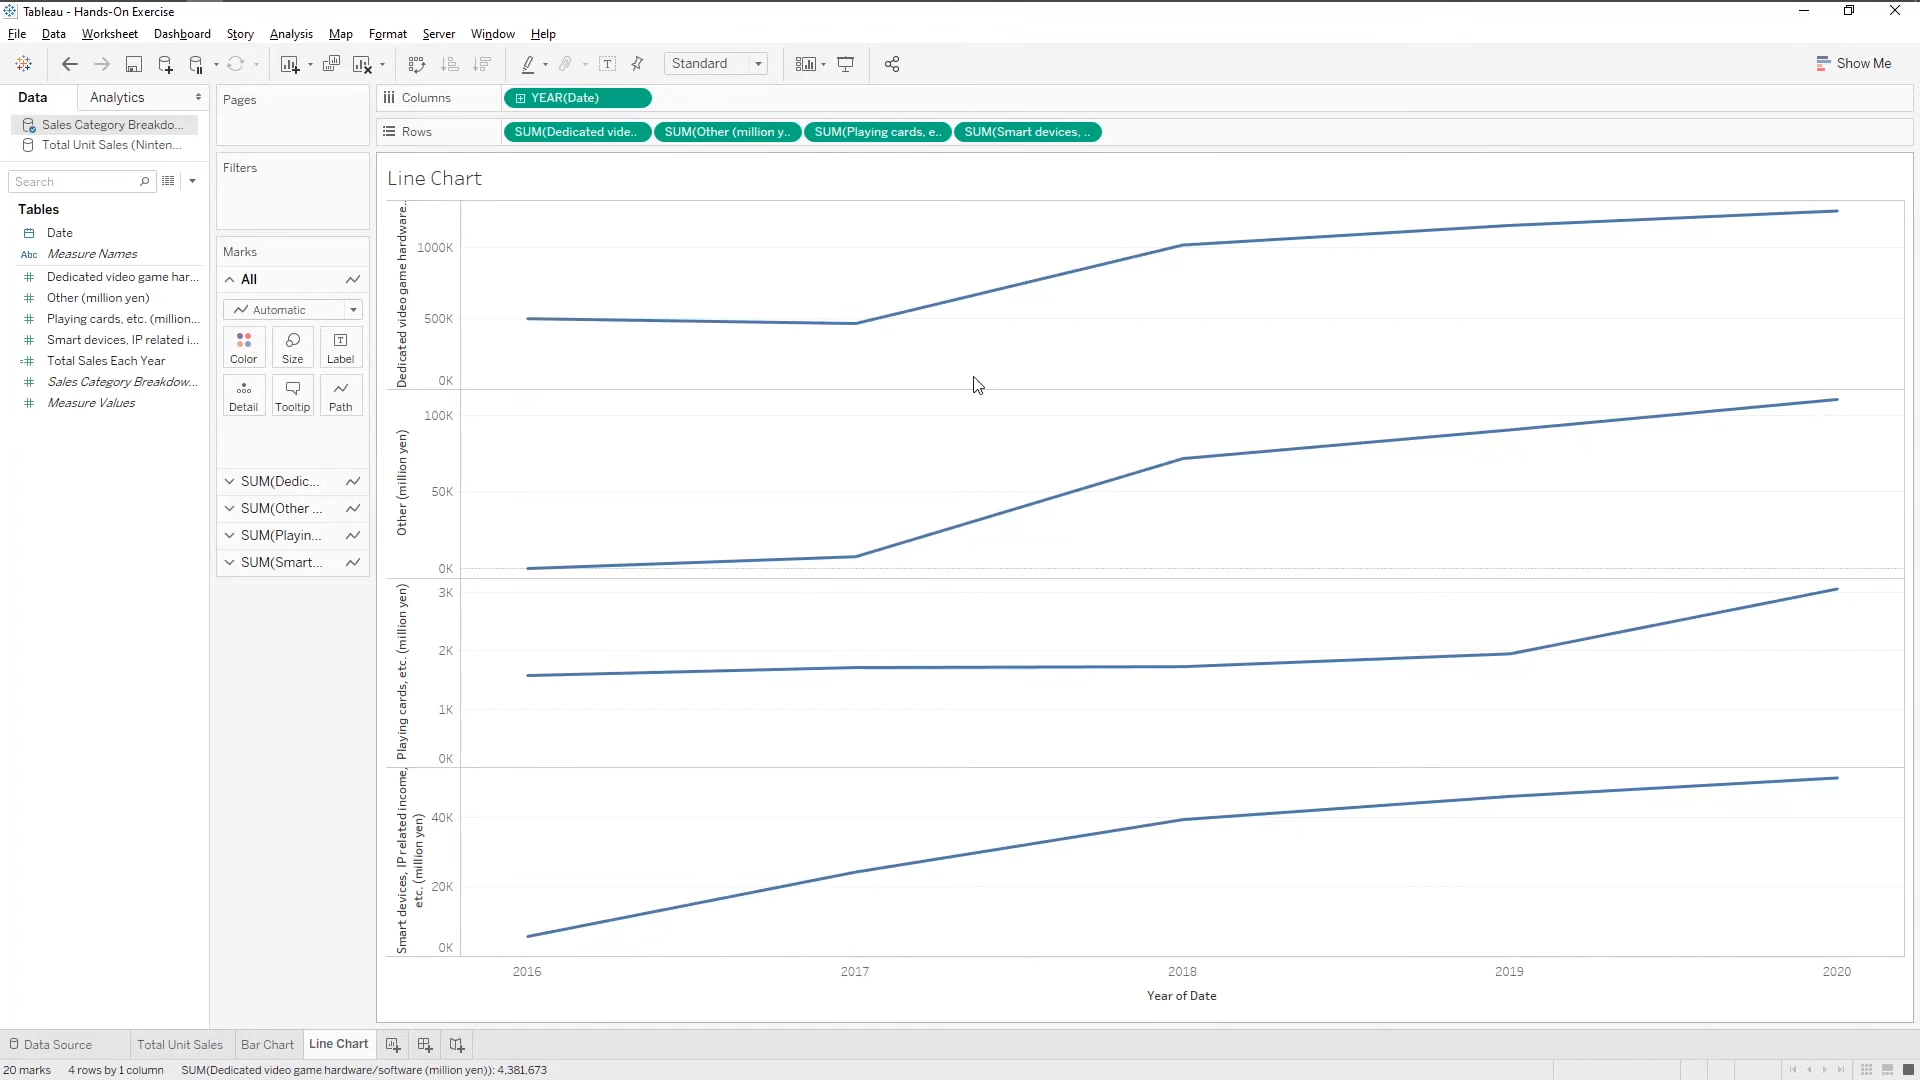 Tableau - Hands-On Exercise
File Data Worksheet Dashboard Story Analysis Map Format Server Window Help
Standard
Show Me
Data Analytics
Sales Category Breakdo...
Total Unit Sales (Ninten...
Search
Tables
Date
Abc Measure Names
Dedicated video game har...
Other (million yen)
Playing cards, etc. (million...
Smart devices, IP related i...
Total Sales Each Year
Sales Category Breakdow...
Measure Values
Pages
Filters
Marks
All
Automatic
Color Size Label
Detail Tooltip Path
SUM(Dedic...
SUM(Other ...
SUM(Playin...
SUM(Smart...
Columns YEAR(Date)
Rows SUM(Dedicated vide.. SUM(Other (million y.. SUM(Playing cards, e.. SUM(Smart devices, ..
Line Chart
Dedicated video game hardware..
1000K
500K
0K
Other (million yen)
100K
50K
0K
Playing cards, etc. (million yen)
3K
2K
1K
0K
Smart devices, IP related income,
etc. (million yen)
40K
20K
0K
2016 2017 2018 2019 2020
Year of Date
Data Source Total Unit Sales Bar Chart Line Chart
20 marks 4 rows by 1 column SUM(Dedicated video game hardware/software (million yen)): 4,381,673